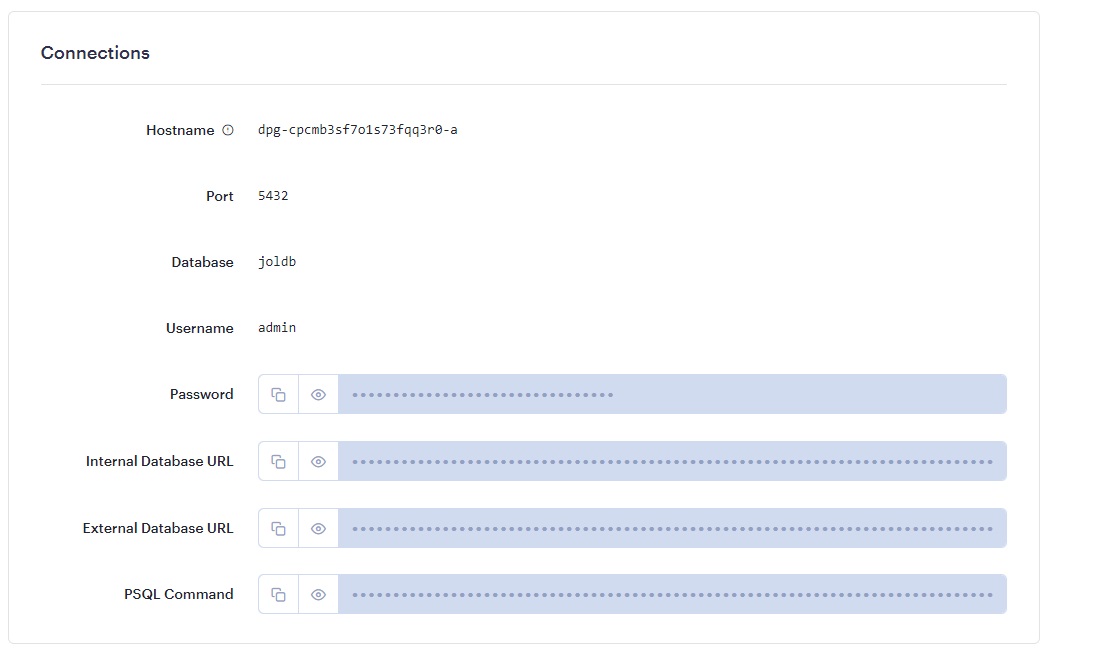 Connections
Hostname
dpg-cpcmb3sf7o1s73fqq3r0-a
Port
5432
Database
joldb
Username
admin
Password
Internal Database URL
External Database URL
PSQL Command